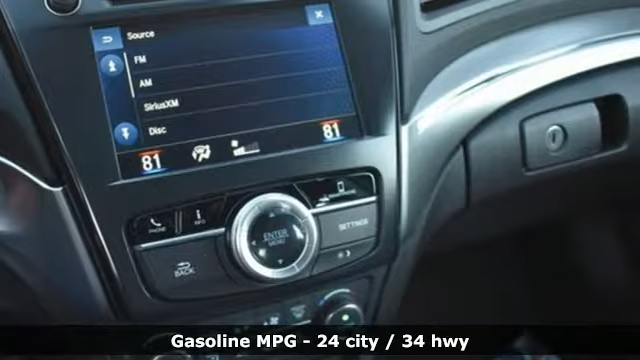 Source
FM
AM
SiriusXM
Disc
81
81
PHONE
INFO
SETTINGS
ENTER
MENU
BACK
Gasoline MPG - 24 city / 34 hwy